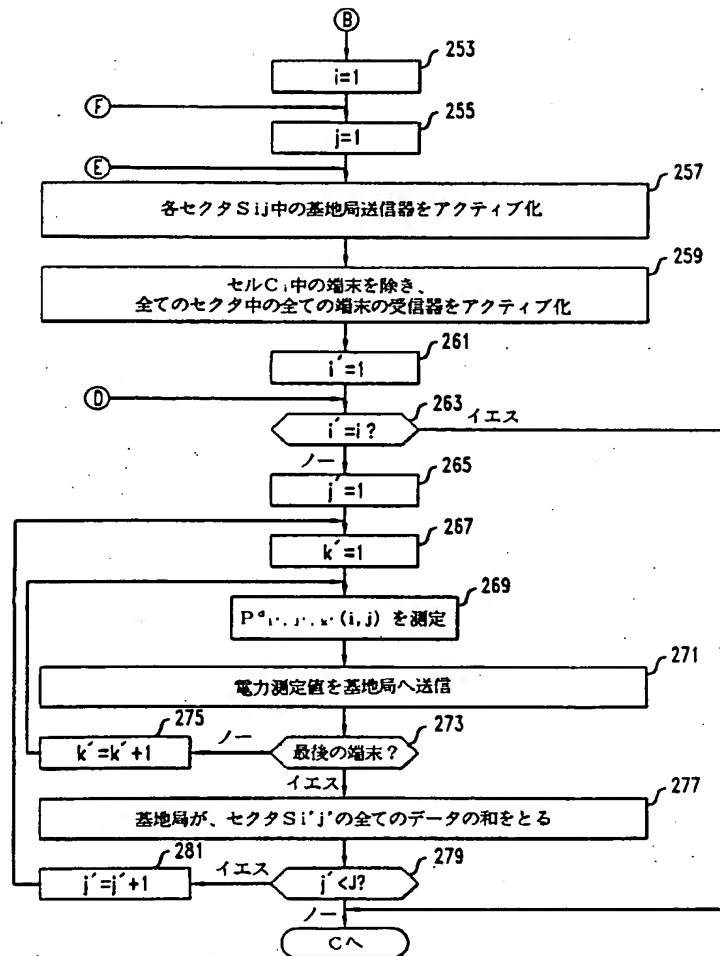 B
i=1
253
F
j=1
255
E
各セクタSij中の基地局送信器をアクティブ化
257
セルCi中の端末を除き、
全てのセクタ中の全ての端末の受信器をアクティブ化
259
i´=1
261
D
i´=i?
263
イエス
ノー
j´=1
265
k´=1
267
Pᵈi',j',k'(i,j) を測定
269
電力測定値を基地局へ送信
271
最後の端末?
273
ノー
k´=k´+1
275
イエス
基地局が、セクタSi'j'の全てのデータの和をとる
277
j´<J?
279
イエス
j´=j´+1
281
ノー
Cへ